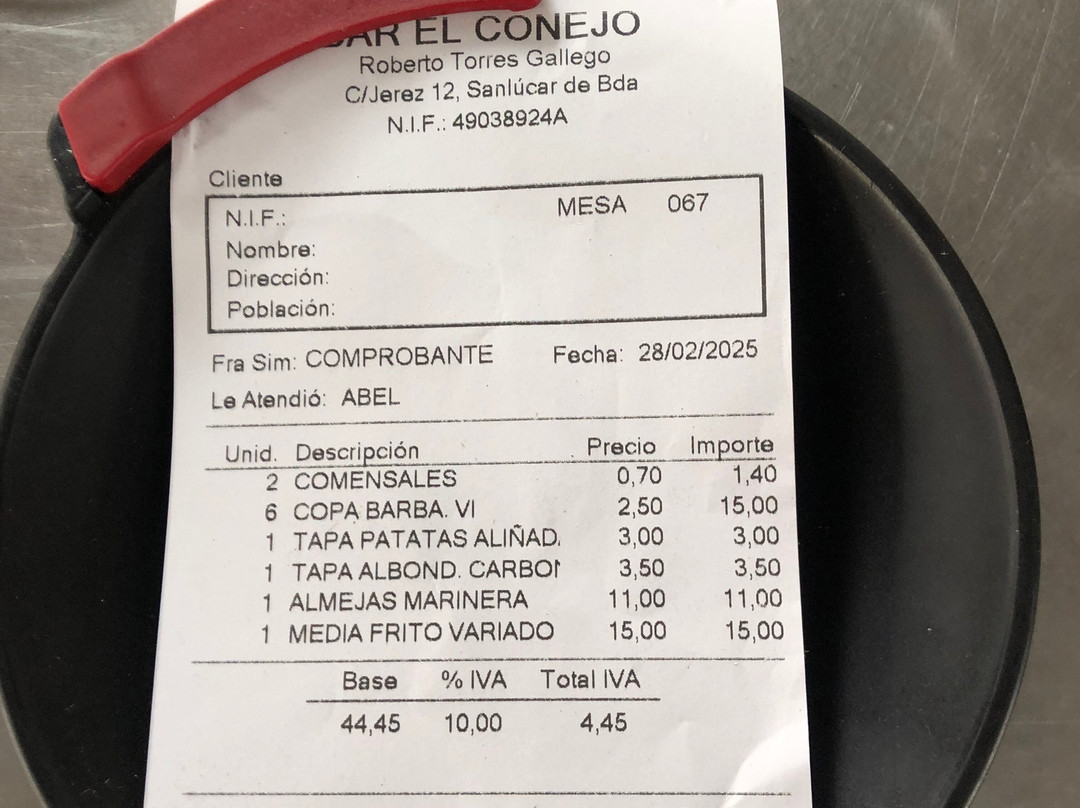 BAR EL CONEJO
Roberto Torres Gallego
C/Jerez 12, Sanlúcar de Bda
N.I.F.: 49038924A
Cliente
N.I.F.: MESA 067
Nombre:
Dirección:
Población:
Fra Sim: COMPROBANTE Fecha: 28/02/2025
Le Atendió: ABEL
Unid. Descripción Precio Importe
2 COMENSALES 0,70 1,40
6 COPA BARBA. VI 2,50 15,00
1 TAPA PATATAS ALIÑAD. 3,00 3,00
1 TAPA ALBOND. CARBON 3,50 3,50
1 ALMEJAS MARINERA 11,00 11,00
1 MEDIA FRITO VARIADO 15,00 15,00
Base % IVA Total IVA
44,45 10,00 4,45